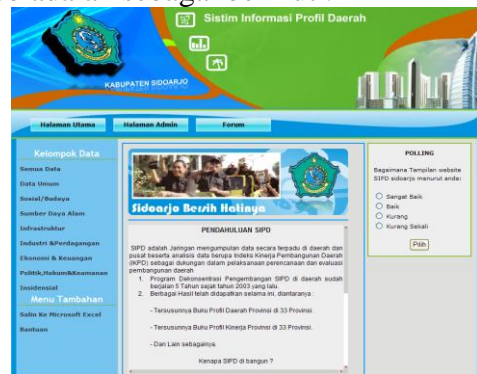 Sistim Informasi Profil Daerah
KABUPATEN SIDOARJO
Halaman Utama
Halaman Admin
Forum
Kelompok Data
Semua Data
Data Umum
Sosial/Budaya
Sumber Daya Alam
Infrastruktur
Industri &Perdagangan
Ekonomi & Keuangan
Politik,Hukum&Keamanan
Insidensial
Menu Tambahan
Salin Ke Microsoft Excel
Bantuan
Sidoarjo Bersih Hatinya
PENDAHULUAN SIPD
SIPD adalah Jaringan mengumpulan data secara terpadu di daerah dan
pusat beserta analisis data berupa Indeks Kinerja Pembangunan Daerah
(IKPD) sebagai dukungan dalam pelaksanaan perencanaan dan evaluasi
pembangunan daerah
1. Program Dekonsentrasi Pengembangan SIPD di daerah sudah
berjalan 5 Tahun sejak tahun 2003 yang lalu.
2. Berbagai Hasil telah didapatkan selama ini, diantaranya :
- Tersusunnya Buku Profil Daerah Provinsi di 33 Provinsi.
- Tersusunnya Buku Profil Kinerja Provinsi di 33 Provinsi.
- Dan Lain sebagainya.
Kenapa SIPD di bangun ?
POLLING
Bagaimana Tampilan website
SIPD sidoarjo menurut anda:
Sangat Baik
Baik
Kurang
Kurang Sekali
Pilih